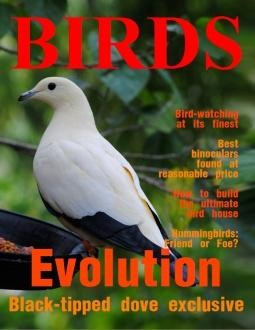 BIRDS
Bird-watching
at its finest
Best
binoculars
found at
reasonable price
How to build
the ultimate
bird house
Hummingbirds:
Friend or Foe?
Evolution
Black-tipped dove exclusive